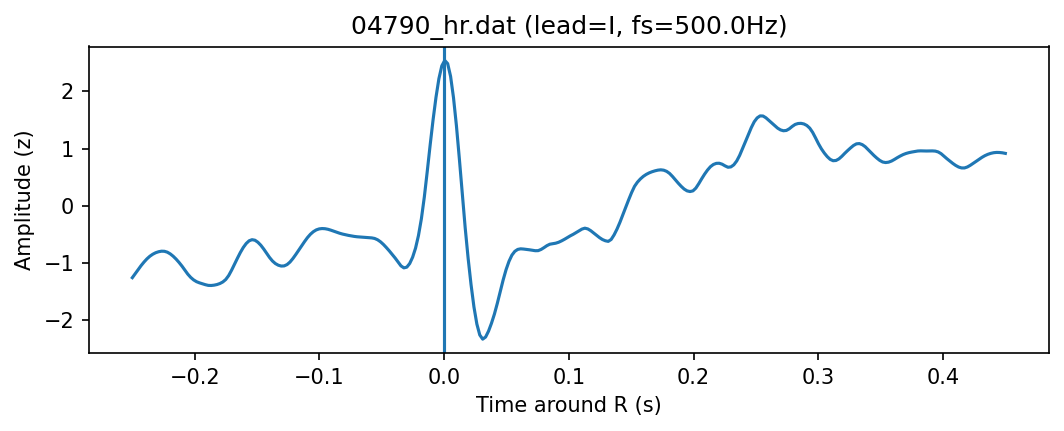 04790_hr.dat (lead=I, fs=500.0Hz)
Amplitude (z)
2
1
0
−1
−2
−0.2 −0.1 0.0 0.1 0.2 0.3 0.4
Time around R (s)